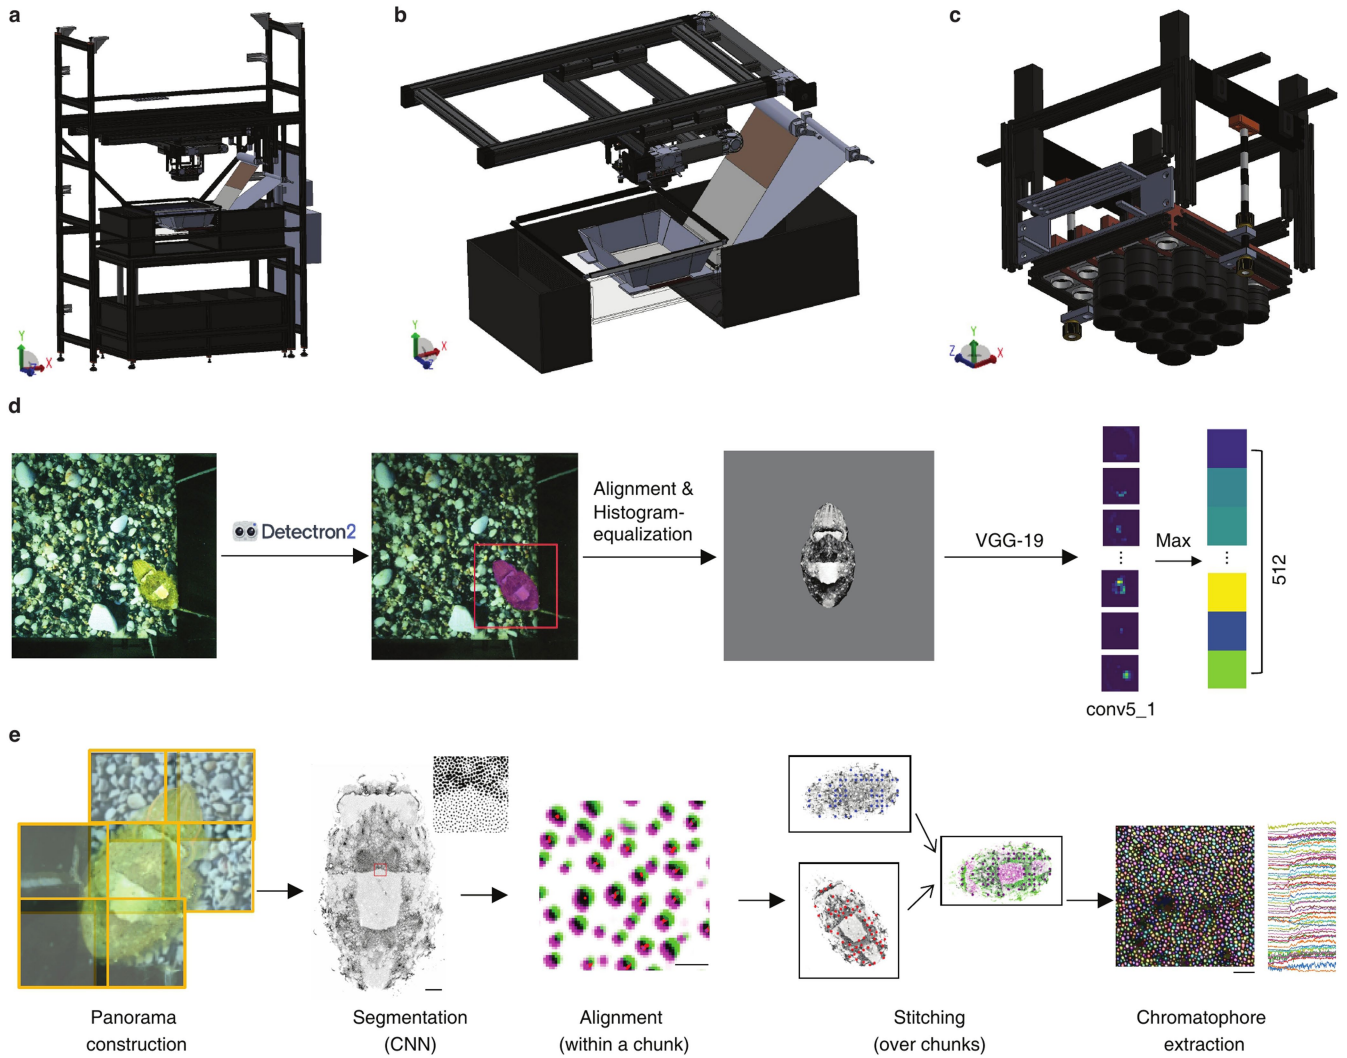 a
b
c
Y
X
Z
Y
X
Z
Y
Z
X
d
Detectron2
Alignment &
Histogram-
equalization
VGG-19
Max
512
conv5_1
e
Panorama
construction
Segmentation
(CNN)
Alignment
(within a chunk)
Stitching
(over chunks)
Chromatophore
extraction